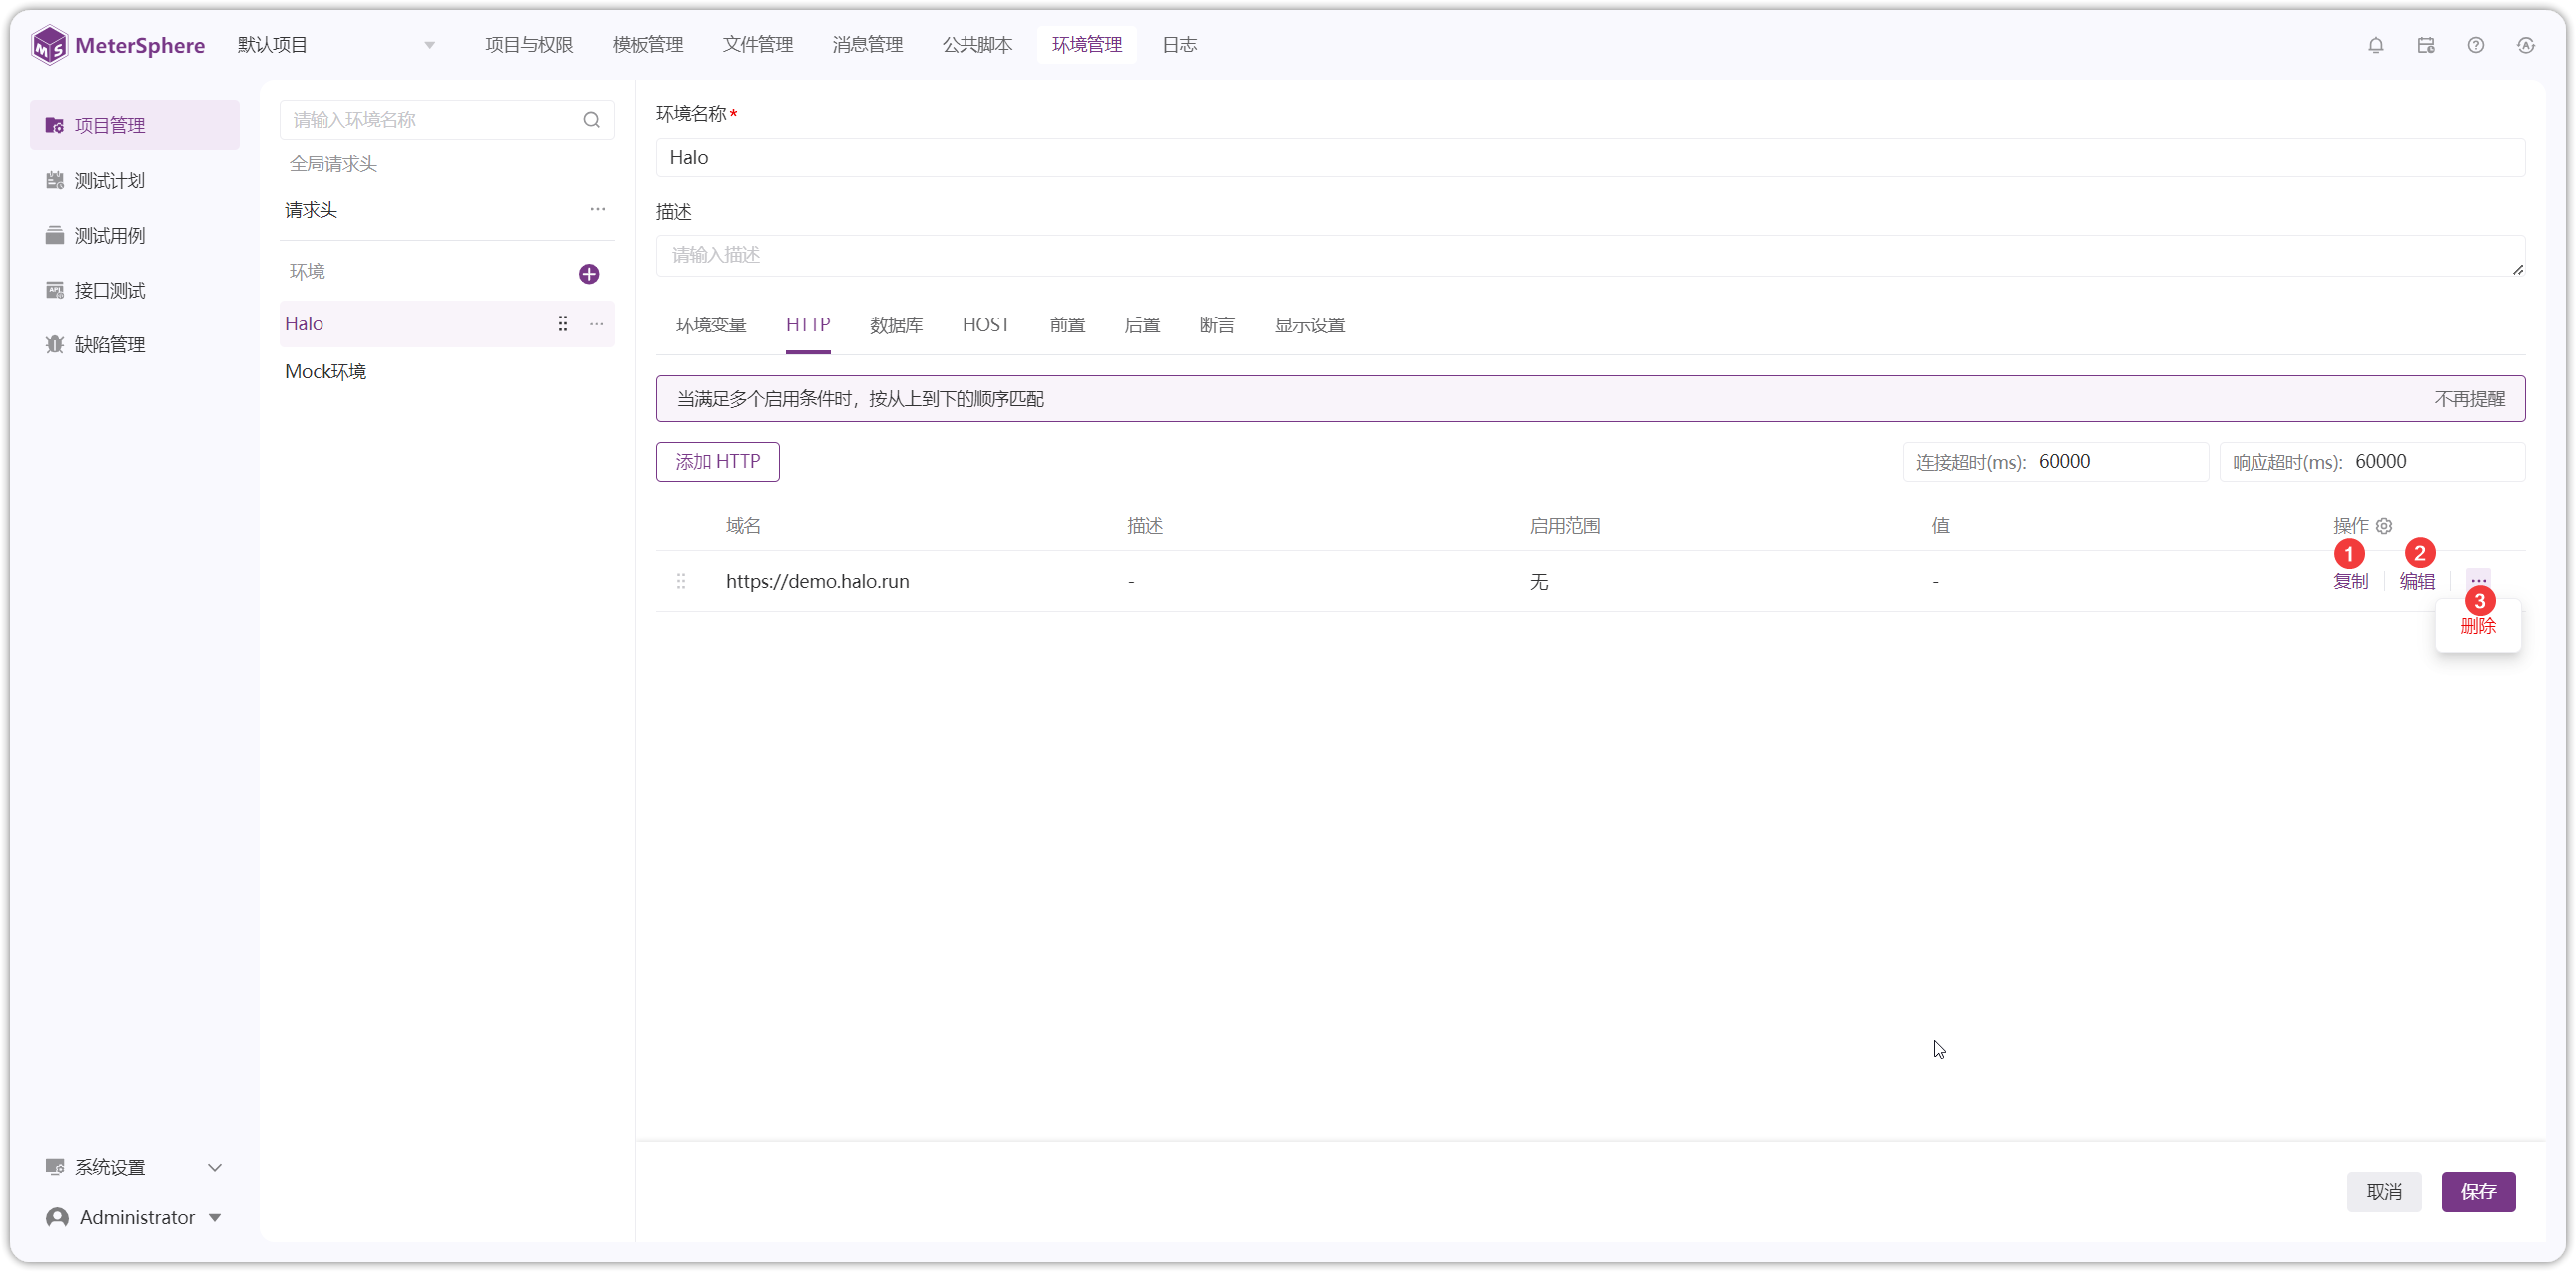 MeterSphere 默认项目 项目与权限 模板管理 文件管理 消息管理 公共脚本 环境管理 日志
项目管理
测试计划
测试用例
接口测试
缺陷管理
系统设置
Administrator
请输入环境名称
全局请求头
请求头
环境
Halo
Mock环境
环境名称*
Halo
描述
请输入描述
环境变量 HTTP 数据库 HOST 前置 后置 断言 显示设置
当满足多个启用条件时，按从上到下的顺序匹配 不再提醒
添加 HTTP 连接超时(ms): 60000 响应超时(ms): 60000
域名 描述 启用范围 值 操作
1 2
https://demo.halo.run - 无 - 复制 编辑 ...
3
删除
取消 保存